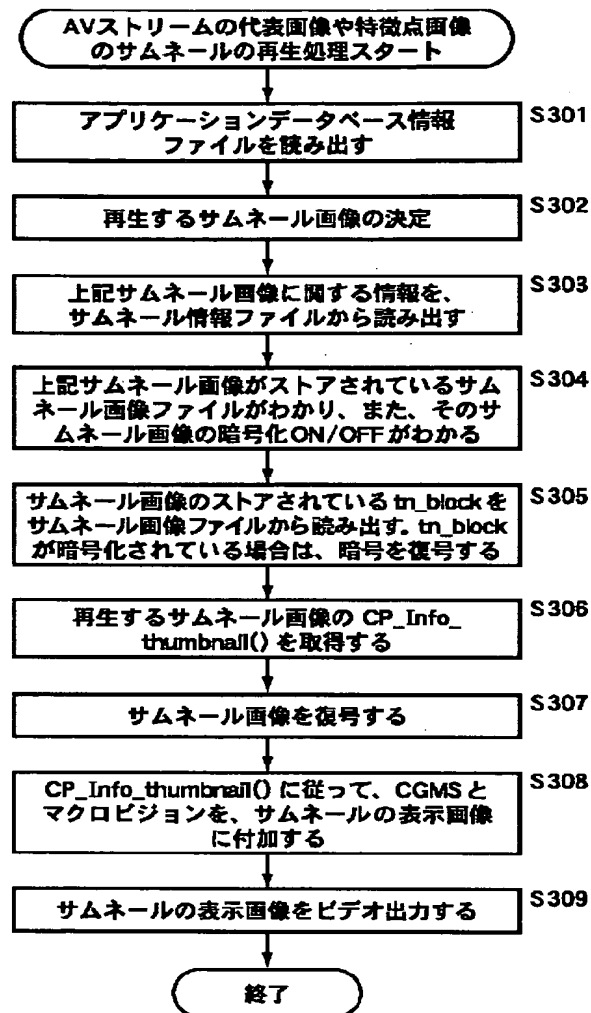 AVストリームの代表画像や特徴点画像
のサムネールの再生処理スタート
S301
アプリケーションデータベース情報
ファイルを読み出す
S302
再生するサムネール画像の決定
S303
上記サムネール画像に関する情報を、
サムネール情報ファイルから読み出す
S304
上記サムネール画像がストアされているサム
ネール画像ファイルがわかり、また、そのサ
ムネール画像の暗号化ON/OFFがわかる
S305
サムネール画像のストアされているtn_blockを
サムネール画像ファイルから読み出す。tn_block
が暗号化されている場合は、暗号を復号する
S306
再生するサムネール画像の CP_Info_
thumbnail() を取得する
S307
サムネール画像を復号する
S308
CP_Info_thumbnail() に従って、CGMSと
マクロビジョンを、サムネールの表示画像
に付加する
S309
サムネールの表示画像をビデオ出力する
終了